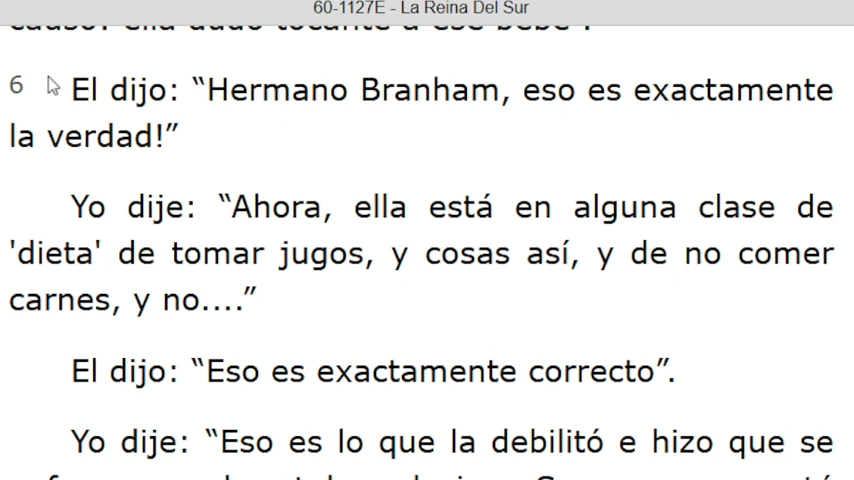 60-1127E - La Reina Del Sur
6 El dijo: “Hermano Branham, eso es exactamente
la verdad!”
Yo dije: “Ahora, ella está en alguna clase de
'dieta' de tomar jugos, y cosas así, y de no comer
carnes, y no....”
El dijo: “Eso es exactamente correcto”.
Yo dije: “Eso es lo que la debilitó e hizo que se